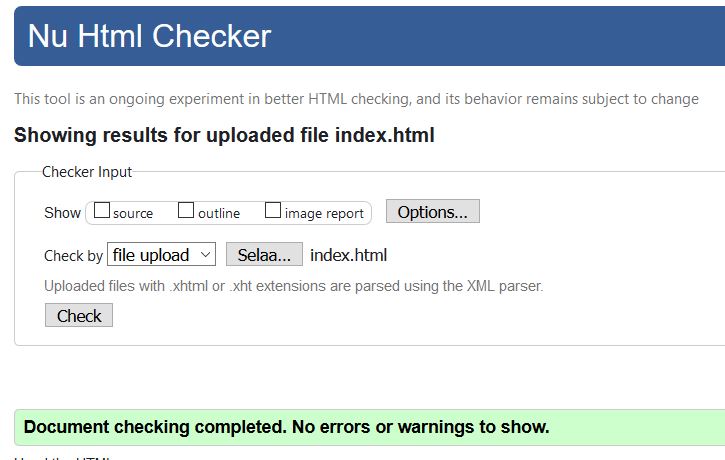 Nu Html Checker
This tool is an ongoing experiment in better HTML checking, and its behavior remains subject to change
Showing results for uploaded file index.html
Checker Input
Show source outline image report Options...
Check by file upload Selaa... index.html
Uploaded files with .xhtml or .xht extensions are parsed using the XML parser.
Check
Document checking completed. No errors or warnings to show.